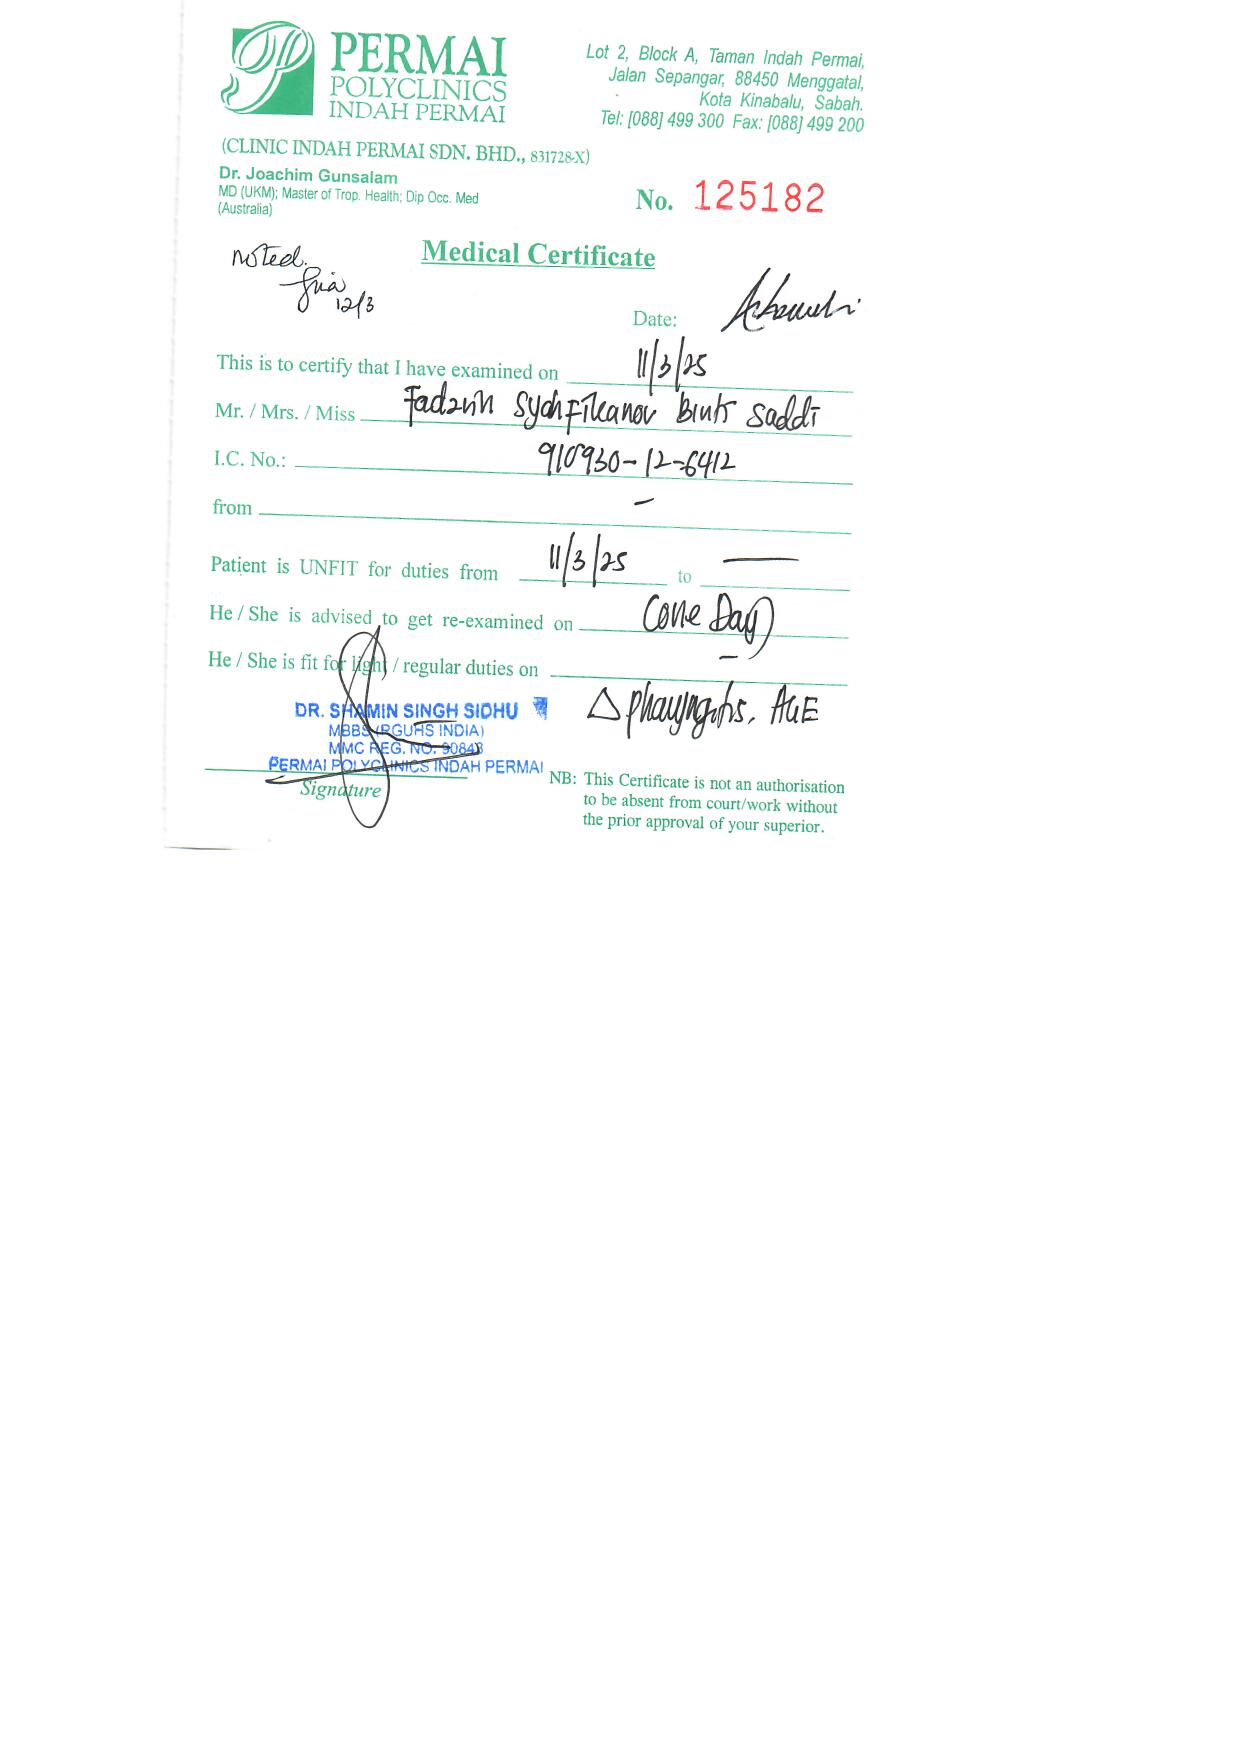 PERMAI
POLYCLINICS
INDAH PERMAI
Lot 2, Block A, Taman Indah Permai,
Jalan Sepangar, 88450 Menggatal,
Kota Kinabalu, Sabah.
Tel: [088] 499 300 Fax: [088] 499 200
(CLINIC INDAH PERMAI SDN. BHD., 831728-X)
Dr. Joachim Gunsalam
MD (UKM); Master of Trop. Health; Dip Occ. Med
(Australia)
No. 125182
Medical Certificate
noted.
12/3
Date:
This is to certify that I have examined on 11/3/25
Mr. / Mrs. / Miss Saddi
I.C. No.: 910930-12-6412
from –
Patient is UNFIT for duties from 11/3/25 to —
He / She is advised to get re-examined on (one Day)
He / She is fit for light / regular duties on –
DR. SHAMIN SINGH SIDHU
MBBS (RGUHS INDIA)
MMC REG. NO: 90843
PERMAI POLYCLINICS INDAH PERMAI
Signature
Δ pharyngitis, AGE
NB: This Certificate is not an authorisation
to be absent from court/work without
the prior approval of your superior.